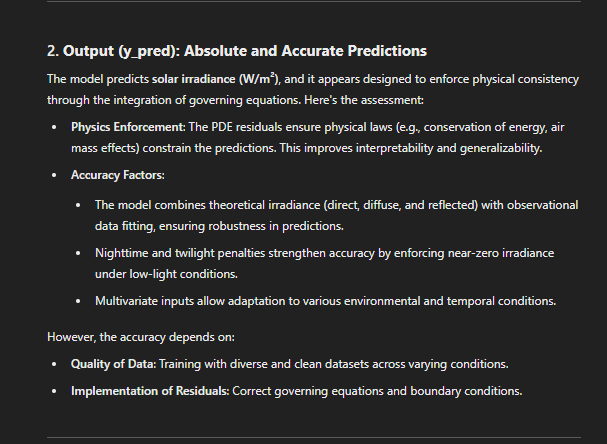 2. Output (y_pred): Absolute and Accurate Predictions
The model predicts solar irradiance (W/m²), and it appears designed to enforce physical consistency
through the integration of governing equations. Here's the assessment:
• Physics Enforcement: The PDE residuals ensure physical laws (e.g., conservation of energy, air
mass effects) constrain the predictions. This improves interpretability and generalizability.
• Accuracy Factors:
• The model combines theoretical irradiance (direct, diffuse, and reflected) with observational
data fitting, ensuring robustness in predictions.
• Nighttime and twilight penalties strengthen accuracy by enforcing near-zero irradiance
under low-light conditions.
• Multivariate inputs allow adaptation to various environmental and temporal conditions.
However, the accuracy depends on:
• Quality of Data: Training with diverse and clean datasets across varying conditions.
• Implementation of Residuals: Correct governing equations and boundary conditions.